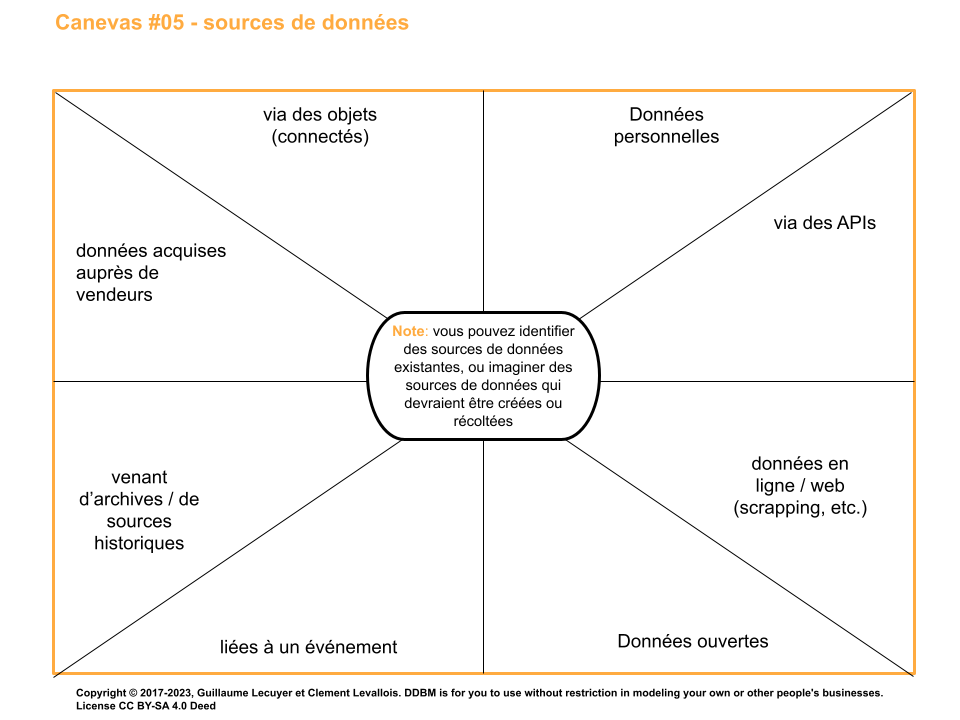 Canevas #05 - sources de données
via des objets
(connectés)
Données
personnelles
via des APIs
données acquises
auprès de
vendeurs
Note: vous pouvez identifier
des sources de données
existantes, ou imaginer des
sources de données qui
devraient être créées ou
récoltées
venant
d’archives / de
sources
historiques
données en
ligne / web
(scrapping, etc.)
liées à un événement
Données ouvertes
Copyright © 2017-2023, Guillaume Lecuyer et Clement Levallois. DDBM is for you to use without restriction in modeling your own or other people's businesses.
License CC BY-SA 4.0 Deed